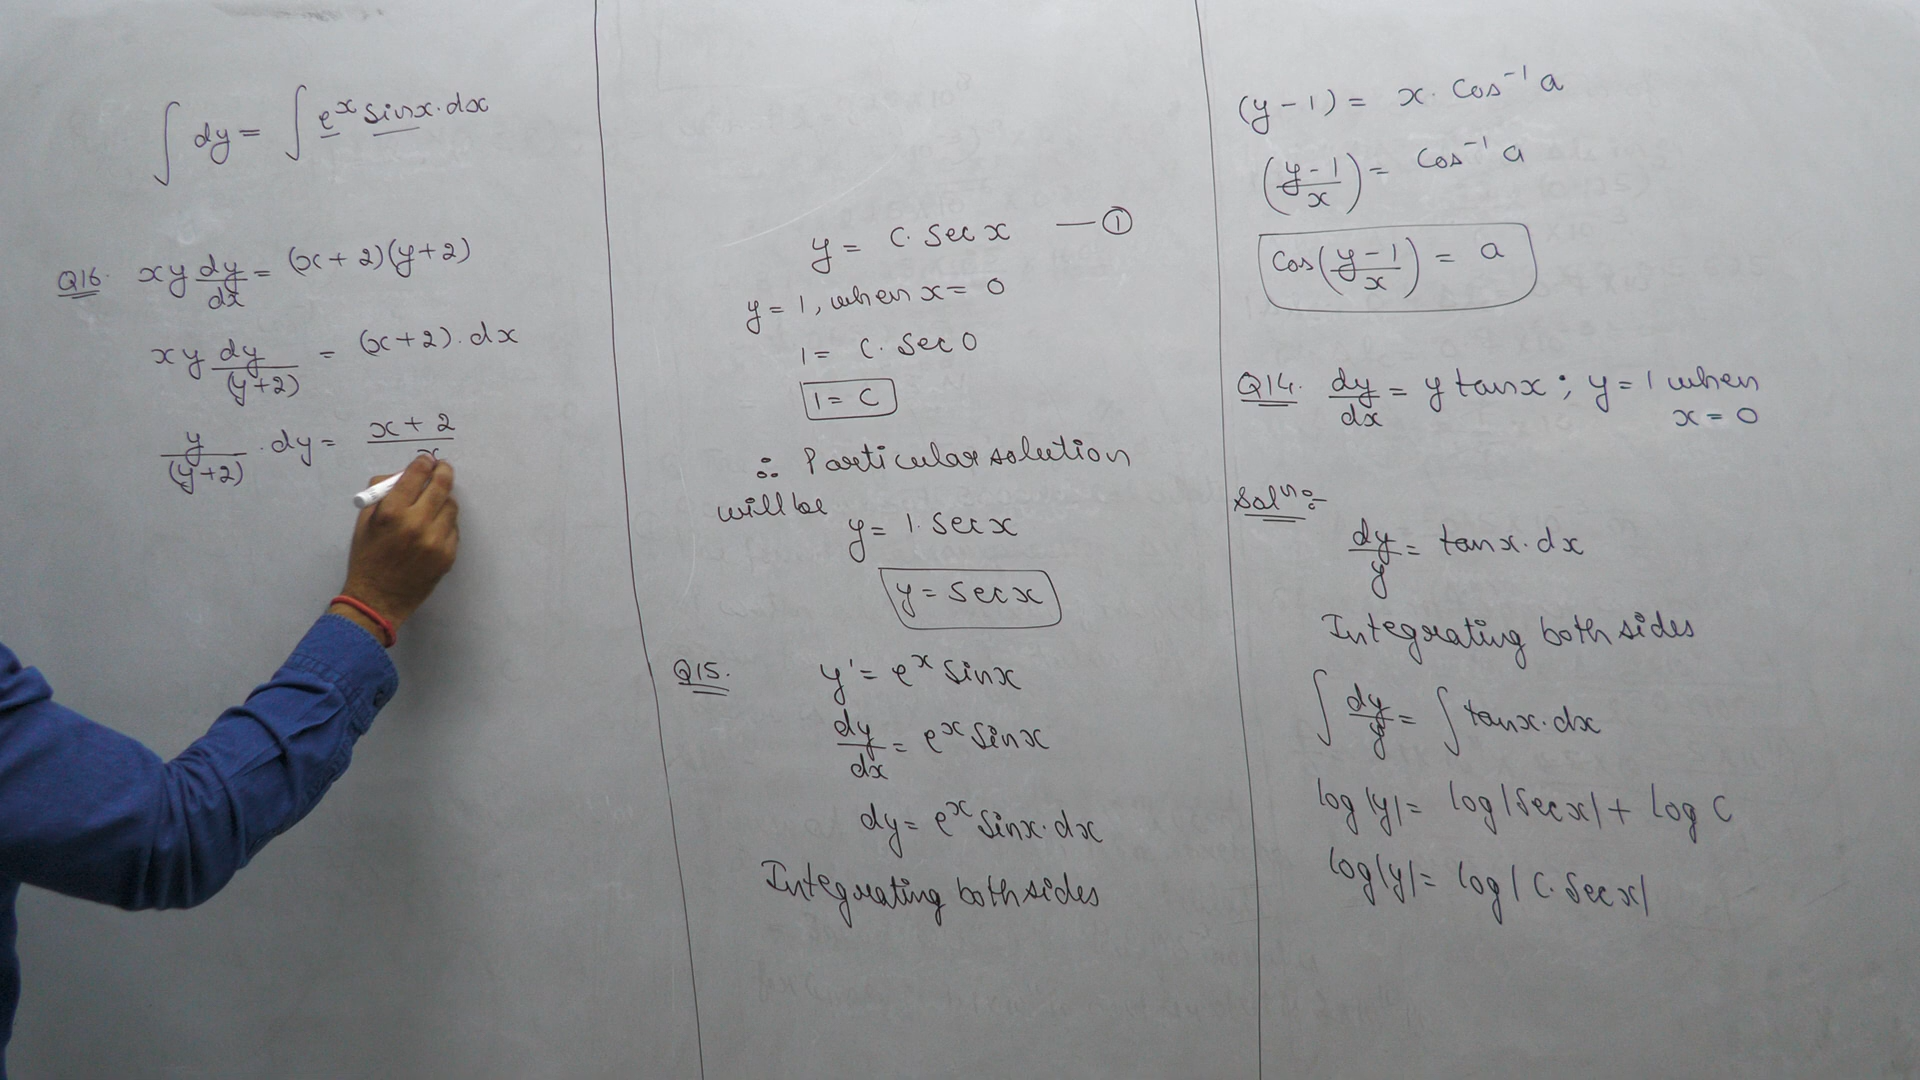 ∫ dy = ∫ e^x sinx·dx
Q16. xy dy/dx = (x+2)(y+2)
xy dy/(y+2) = (x+2).dx
y/(y+2) .dy = x+2/x
y = C. Sec x —①
y = 1, when x = 0
1 = C. Sec 0
1 = C
∴ Particular solution
will be
y = 1. Sec x
y = Sec x
Q15. y' = e^x Sinx
dy/dx = e^x Sinx
dy = e^x Sinx·dx
Integrating both sides
(y-1) = x. Cos^-1 a
(y-1/x) = Cos^-1 a
Cos(y-1/x) = a
Q14. dy/dx = y tanx ; y = 1 when
x = 0
Sol^n:-
dy/y = tanx·dx
Integrating both sides
∫ dy/y = ∫ tanx·dx
log|y| = log|Sec x| + log C
log|y| = log|C. Sec x|